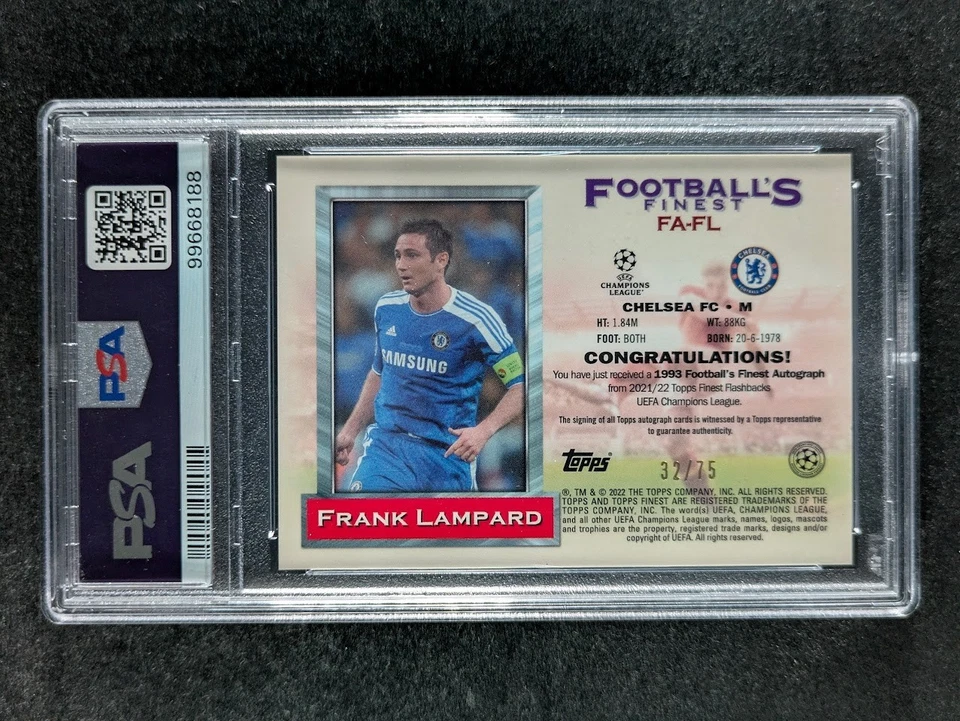 99668188
PSA
PSA
FOOTBALL'S
FINEST
FA-FL
UEFA
CHAMPIONS
LEAGUE™
CHELSEA
FOOTBALL CLUB
CHELSEA FC • M
HT: 1.84M WT: 88KG
FOOT: BOTH BORN: 20-6-1978
CONGRATULATIONS!
You have just received a 1993 Football's Finest Autograph
from 2021/22 Topps Finest Flashbacks
UEFA Champions League.
The signing of all Topps autograph cards is witnessed by a Topps representative
to guarantee authenticity.
topps
32/75
®, TM & © 2022 THE TOPPS COMPANY, INC. ALL RIGHTS RESERVED.
TOPPS AND TOPPS FINEST ARE REGISTERED TRADEMARKS OF THE
TOPPS COMPANY, INC. The word(s) UEFA, CHAMPIONS LEAGUE,
and all other UEFA Champions League marks, names, logos, mascots
and trophies are the property, registered trade marks, designs and/or
copyright of UEFA. All rights reserved.
SAMSUNG
FRANK LAMPARD